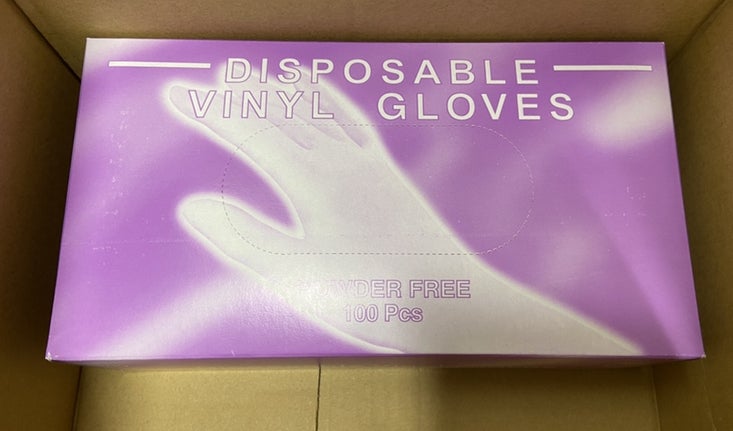 DISPOSABLE
VINYL GLOVES
POWDER FREE
100 Pcs